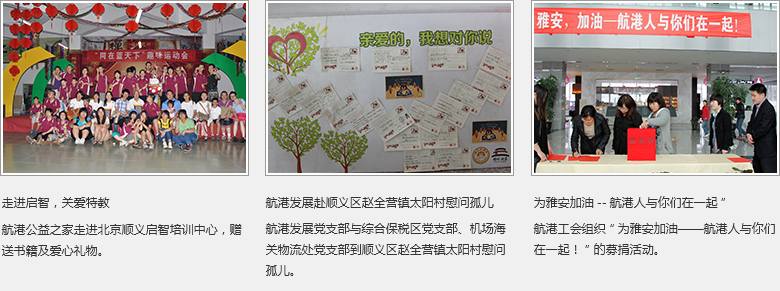 "同在蓝天下"趣味运动会
亲爱的，我想对你说
雅安，加油—航港人与你们在一起！
走进启智，关爱特教
航港公益之家走进北京顺义启智培训中心，赠
送书籍及爱心礼物。
航港发展赴顺义区赵全营镇太阳村慰问孤儿
航港发展党支部与综合保税区党支部、机场海
关物流处党支部到顺义区赵全营镇太阳村慰问
孤儿。
为雅安加油 -- 航港人与你们在一起 "
航港工会组织 " 为雅安加油——航港人与你们
在一起！ " 的募捐活动。